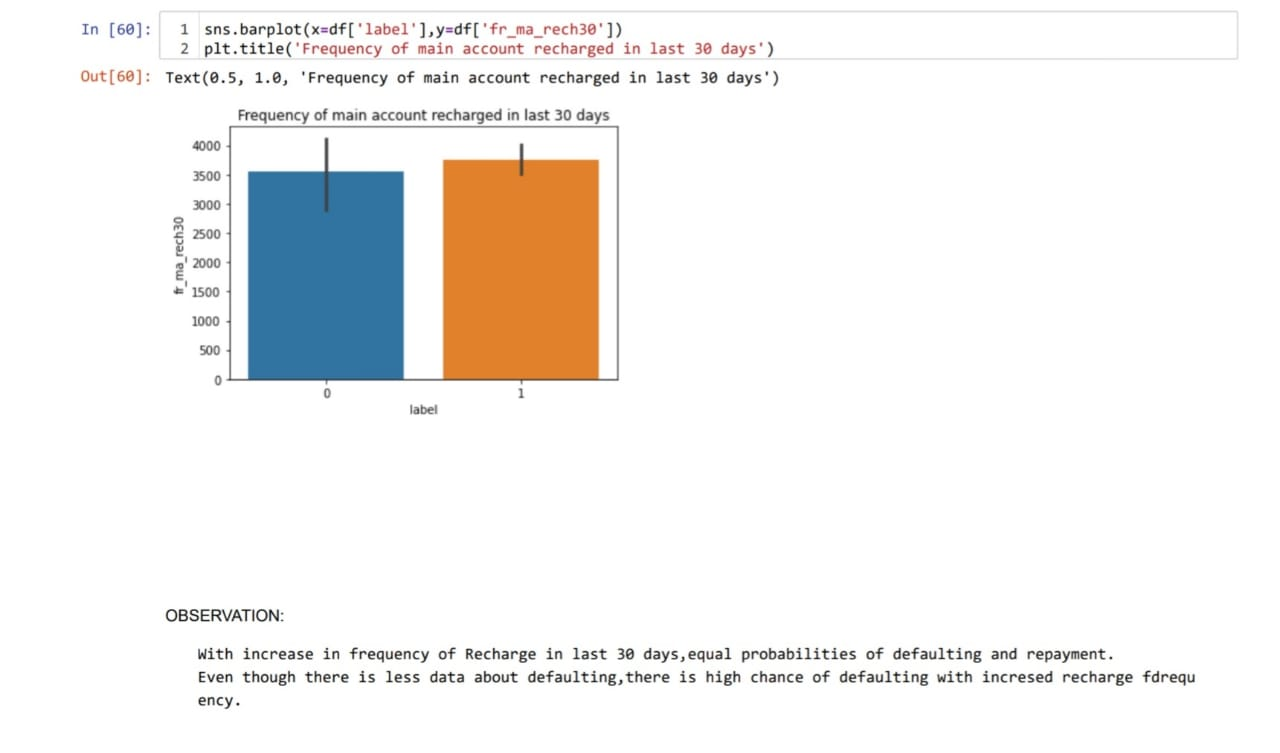 In [60]: 1 sns.barplot(x=df['label'],y=df['fr_ma_rech30'])
2 plt.title('Frequency of main account recharged in last 30 days')
Out[60]: Text(0.5, 1.0, 'Frequency of main account recharged in last 30 days')
Frequency of main account recharged in last 30 days
4000
3500
3000
2500
2000
1500
1000
500
0
fr_ma_rech30
0 1
label
OBSERVATION:
With increase in frequency of Recharge in last 30 days,equal probabilities of defaulting and repayment.
Even though there is less data about defaulting,there is high chance of defaulting with incresed recharge fdrequ
ency.